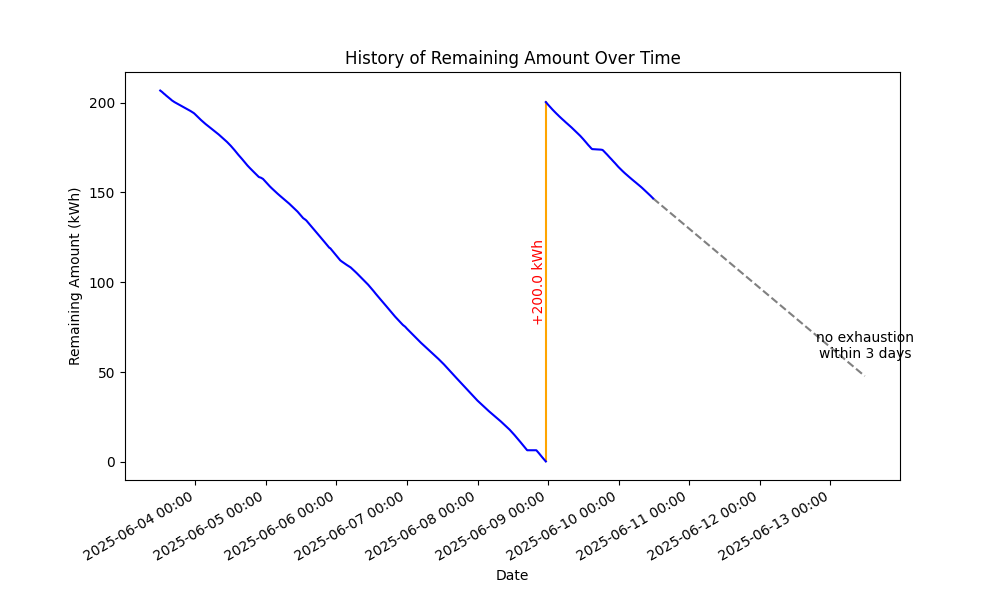 History of Remaining Amount Over Time
Remaining Amount (kWh)
200
150
100
50
0
+200.0 kWh
no exhaustion
within 3 days
2025-06-04 00:00
2025-06-05 00:00
2025-06-06 00:00
2025-06-07 00:00
2025-06-08 00:00
2025-06-09 00:00
2025-06-10 00:00
2025-06-11 00:00
2025-06-12 00:00
2025-06-13 00:00
Date